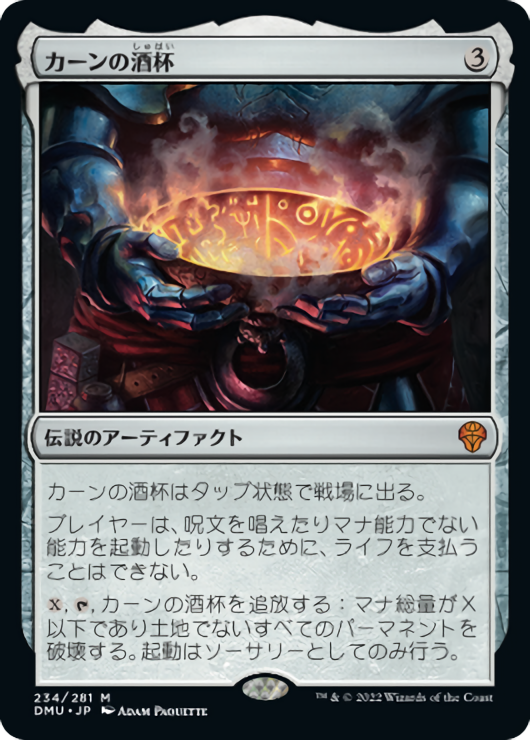 しゅはい
カーンの酒杯 3
伝説のアーティファクト
カーンの酒杯はタップ状態で戦場に出る。
プレイヤーは、呪文を唱えたりマナ能力でない
能力を起動したりするために、ライフを支払う
ことはできない。
X, , カーンの酒杯を追放する:マナ総量がX
以下であり土地でないすべてのパーマネントを
破壊する。起動はソーサリーとしてのみ行う。
234/281 M
™ & © 2022 Wizards of the Coast
DMU • JP Adam Paquette